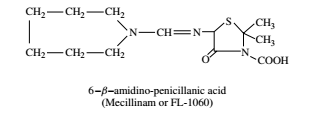 CH₂—CH₂—CH₂
N—CH=N
S
CH₃
CH₃
CH₂—CH₂—CH₂
O
N
COOH
6–β–amidino-penicillanic acid
(Mecillinam or FL-1060)